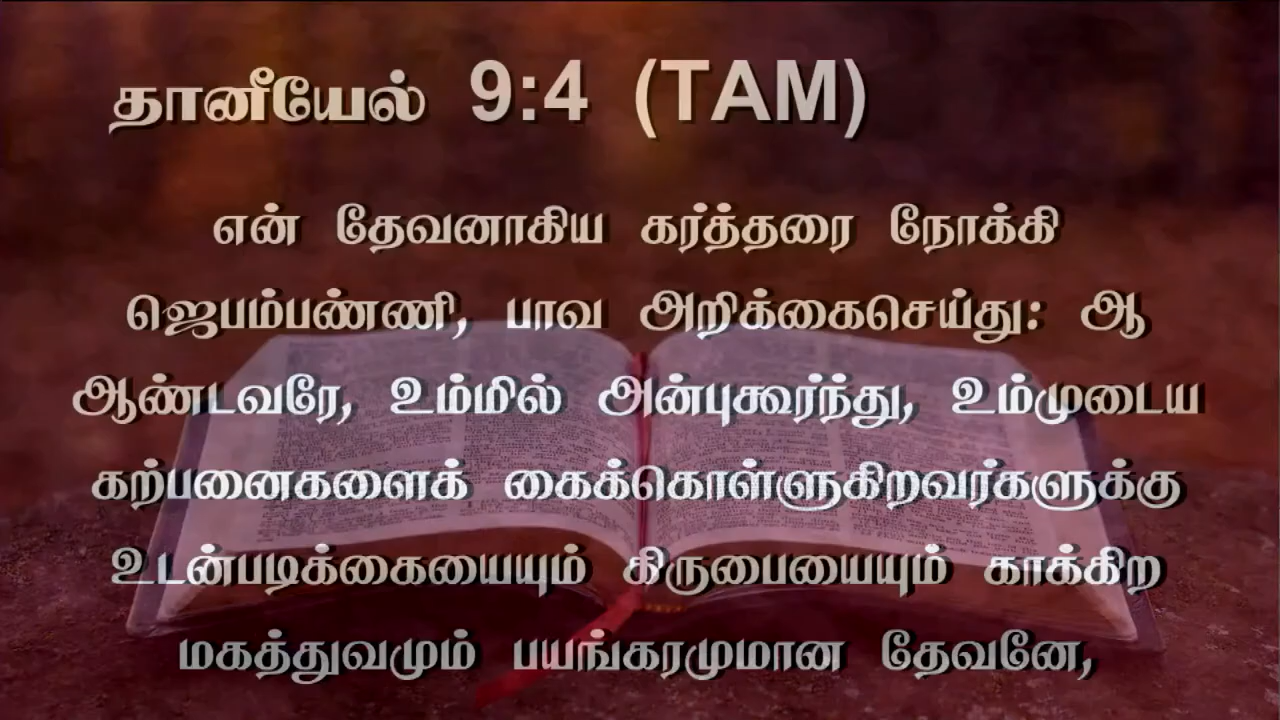 தானீயேல் 9:4 (TAM)
என் தேவனாகிய கர்த்தரை நோக்கி
ஜெபம்பண்ணி, பாவ அறிக்கைசெய்து: ஆ
ஆண்டவரே, உம்மில் அன்புகூர்ந்து, உம்முடைய
கற்பனைகளைக் கைக்கொள்ளுகிறவர்களுக்கு
உடன்படிக்கையையும் கிருபையையும் காக்கிற
மகத்துவமும் பயங்கரமுமான தேவனே,